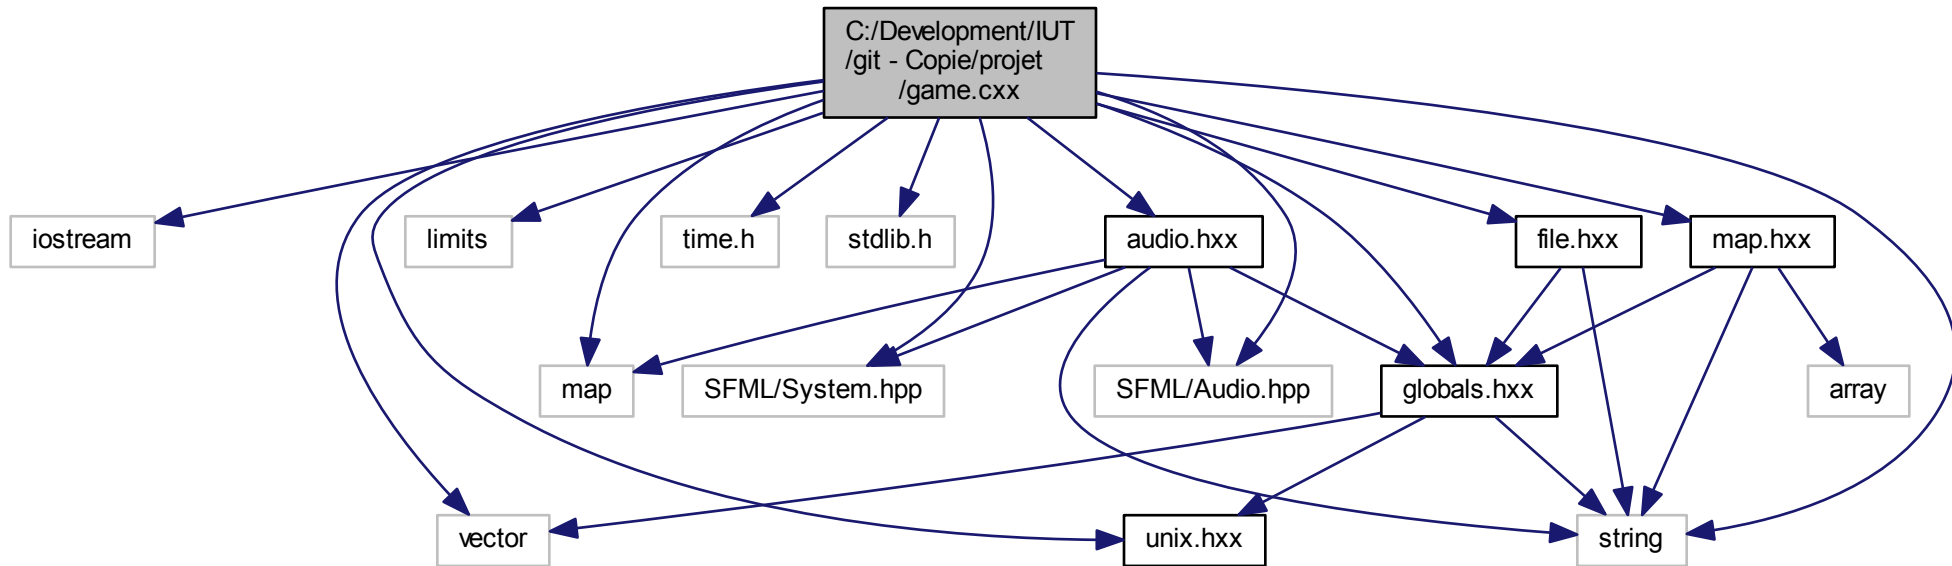 C:/Development/IUT
/git - Copie/projet
/game.cxx
iostream
limits
time.h
stdlib.h
audio.hxx
file.hxx
map.hxx
map
SFML/System.hpp
SFML/Audio.hpp
globals.hxx
array
vector
unix.hxx
string